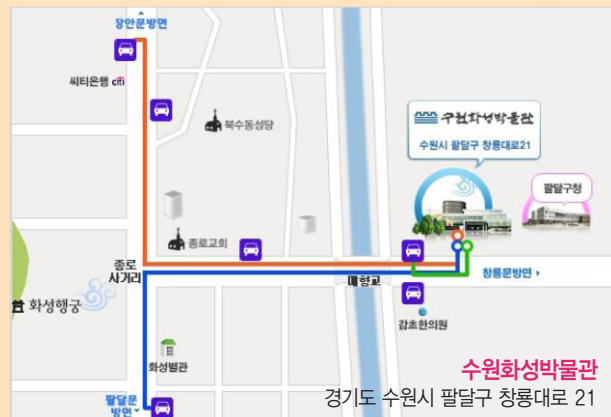 장안문방면
씨티은행 citi
북수동성당
수원화성박물관
수원시 팔달구 창룡대로21
팔달구청
종로교회
종로
사거리
매향교
창룡문방면
감초한의원
화성행궁
화성별관
팔달문
방면
수원화성박물관
경기도 수원시 팔달구 창룡대로 21